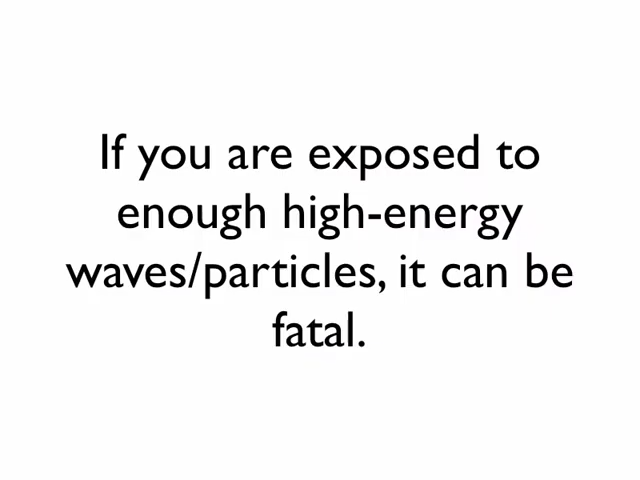 If you are exposed to
enough high-energy
waves/particles, it can be
fatal.